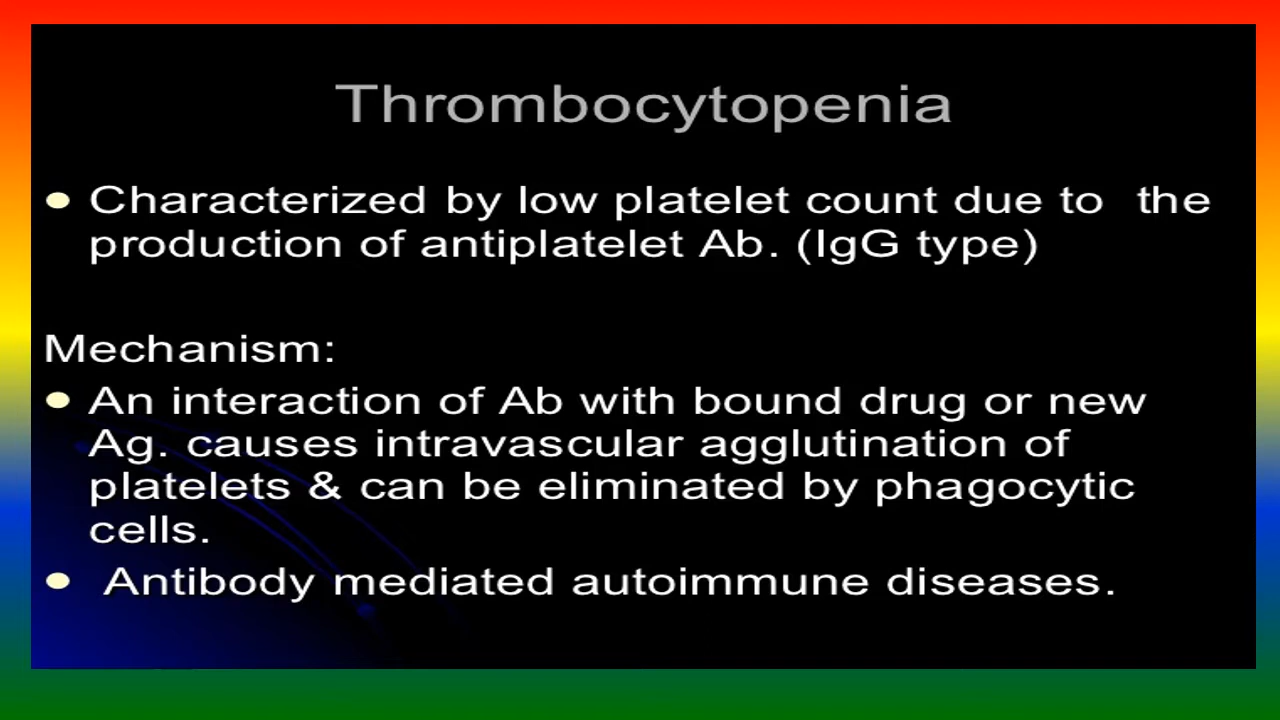 Thrombocytopenia
• Characterized by low platelet count due to the
production of antiplatelet Ab. (IgG type)
Mechanism:
• An interaction of Ab with bound drug or new
Ag. causes intravascular agglutination of
platelets & can be eliminated by phagocytic
cells.
• Antibody mediated autoimmune diseases.